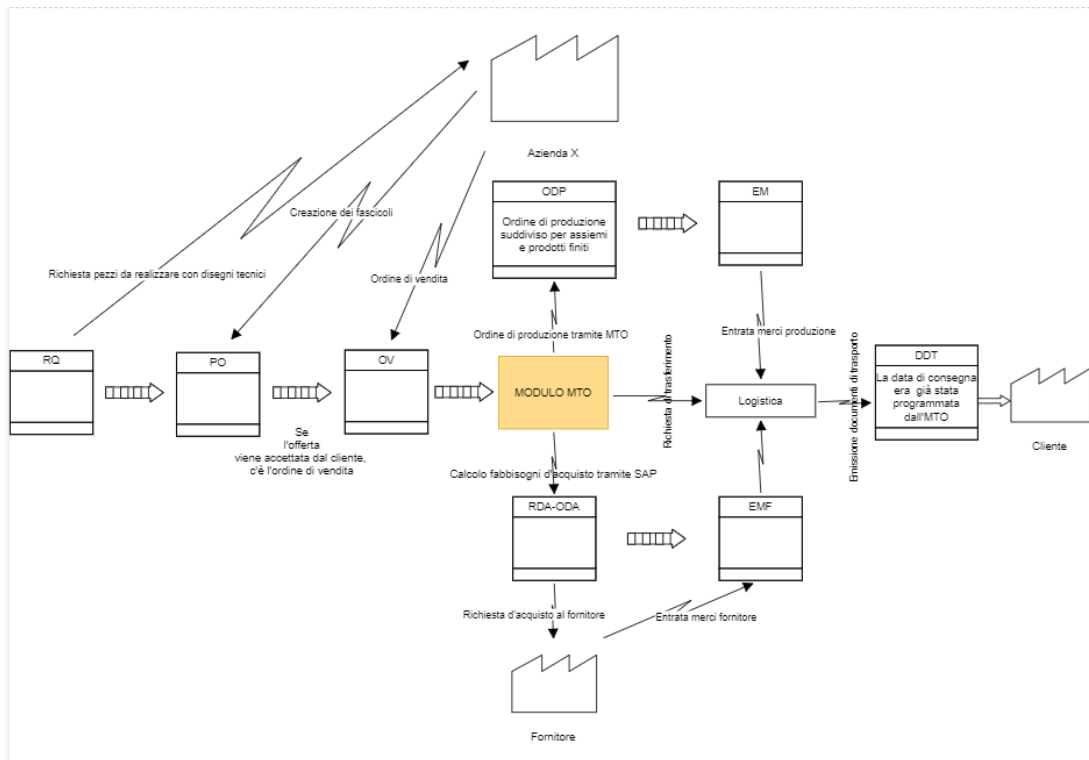 Azienda X
ODP
Ordine di produzione
suddiviso per assiemi
e prodotti finiti
EM
Creazione dei fascicoli
Richiesta pezzi da realizzare con disegni tecnici
Ordine di vendita
Ordine di produzione tramite MTO
Entrata merci produzione
RQ
PO
OV
MODULO MTO
Richiesta di trasferimento
Logistica
Emissione documenti di trasporto
DDT
La data di consegna
era già stata
programmata
dall'MTO
Cliente
Se
l'offerta
viene accettata dal cliente,
c'è l'ordine di vendita
Calcolo fabbisogni d'acquisto tramite SAP
RDA-ODA
EMF
Richiesta d'acquisto al fornitore
Entrata merci fornitore
Fornitore